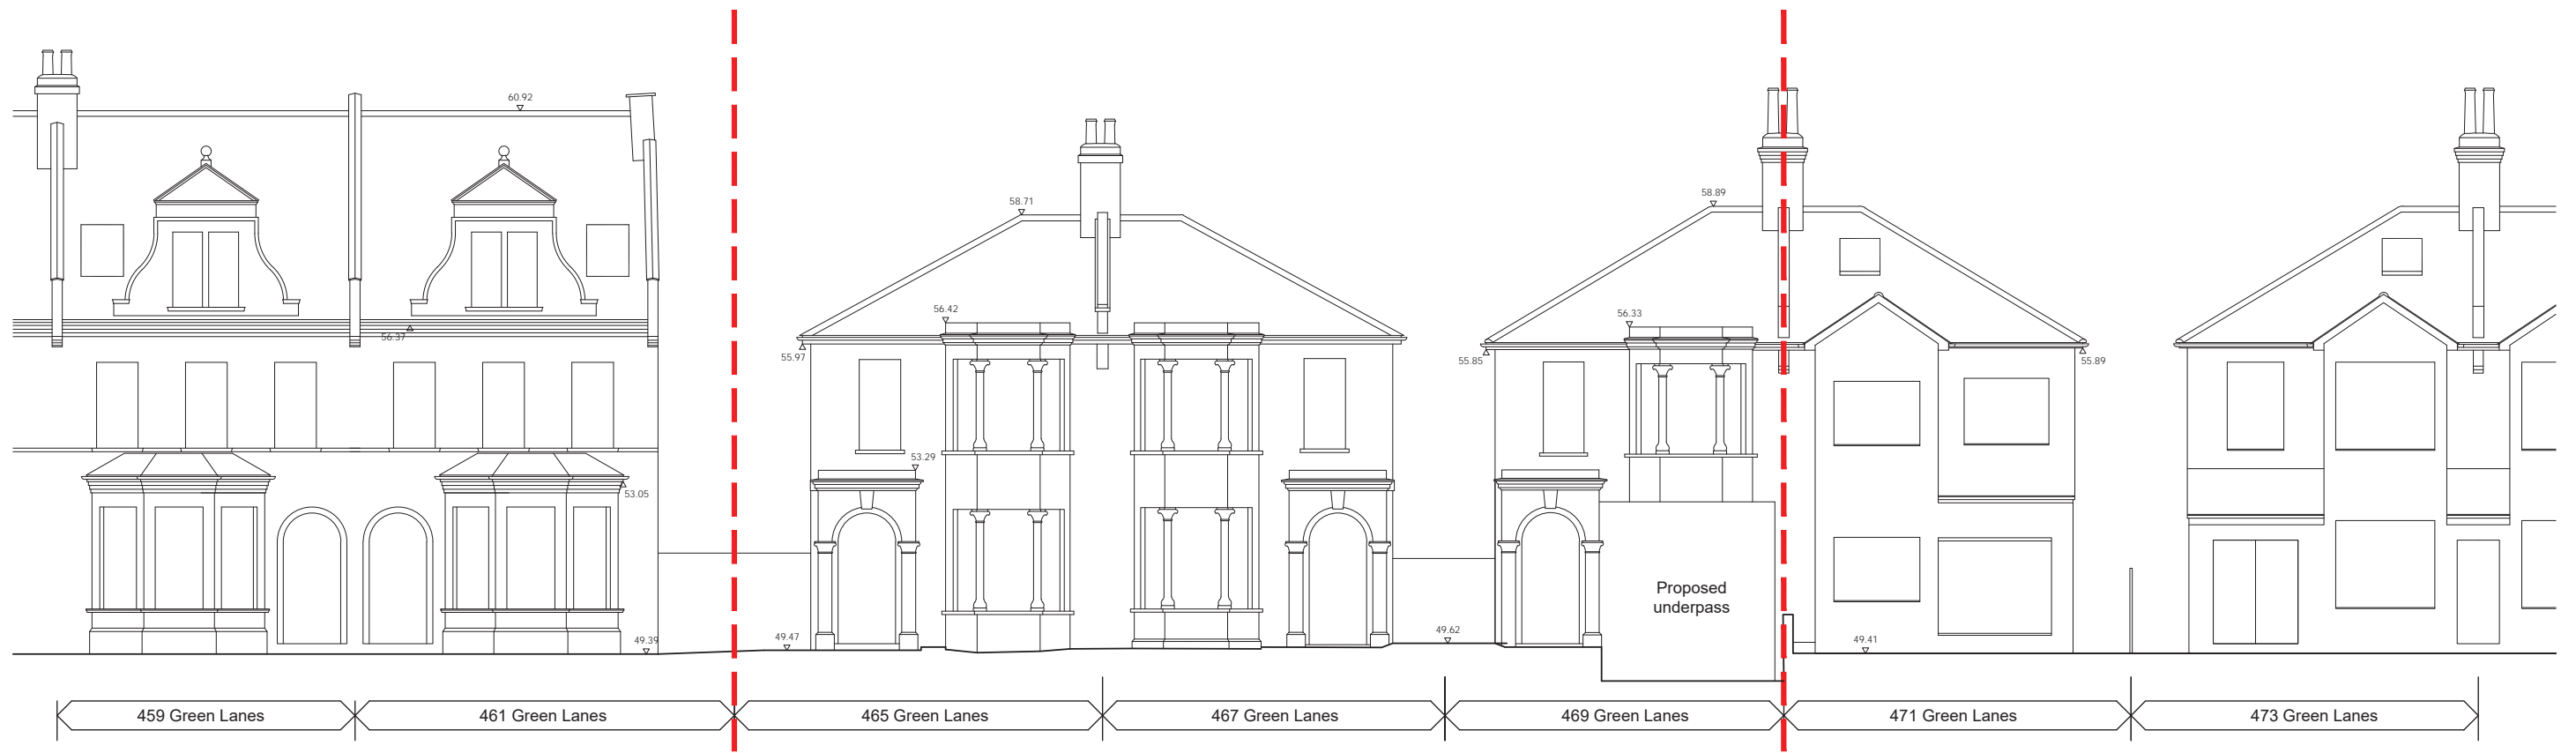 60.92
58.71
58.89
56.42
56.33
56.37
55.97
55.85
55.89
53.29
53.05
Proposed
underpass
49.39
49.47
49.62
49.41
459 Green Lanes
461 Green Lanes
465 Green Lanes
467 Green Lanes
469 Green Lanes
471 Green Lanes
473 Green Lanes